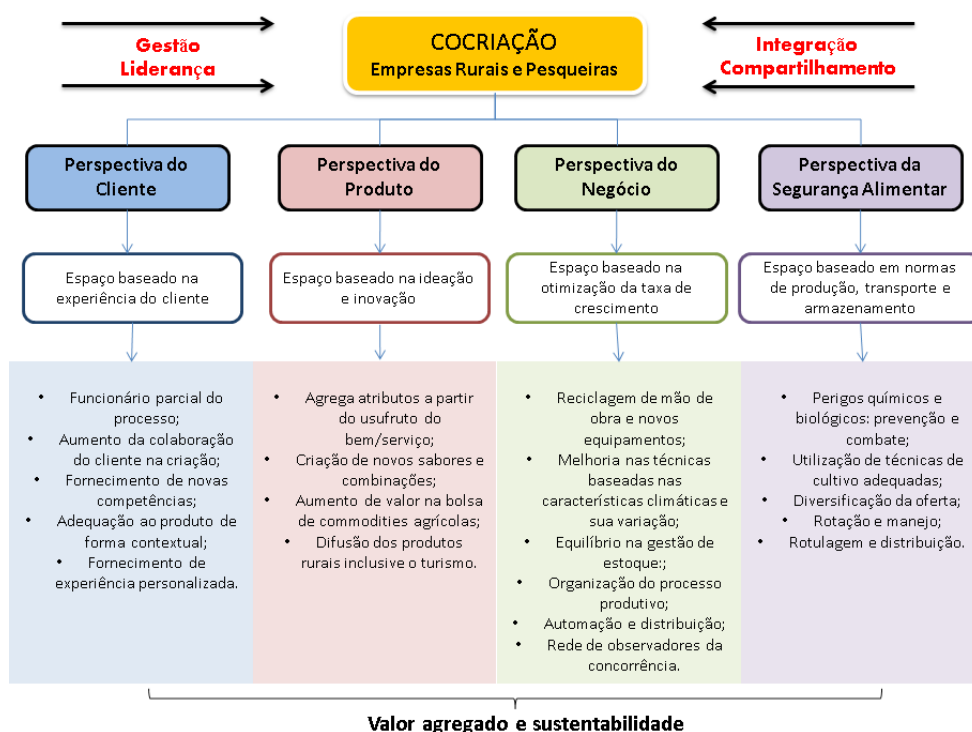 Gestão
Liderança
COCRIAÇÃO
Empresas Rurais e Pesqueiras
Integração
Compartilhamento
Perspectiva do
Cliente
Perspectiva do
Produto
Perspectiva do
Negócio
Perspectiva da
Segurança Alimentar
Espaço baseado na
experiência do cliente
Espaço baseado na ideação
e inovação
Espaço baseado na
otimização da taxa de
crescimento
Espaço baseado em normas
de produção, transporte e
armazenamento
• Funcionário parcial do
processo;
• Aumento da colaboração
do cliente na criação;
• Fornecimento de novas
competências;
• Adequação ao produto de
forma contextual;
• Fornecimento de
experiência personalizada.
• Agrega atributos a partir
do usufruto do
bem/serviço;
• Criação de novos sabores e
combinações;
• Aumento de valor na bolsa
de commodities agrícolas;
• Difusão dos produtos
rurais inclusive o turismo.
• Reciclagem de mão de
obra e novos
equipamentos;
• Melhoria nas técnicas
baseadas nas
características climáticas e
sua variação;
• Equilíbrio na gestão de
estoque:;
• Organização do processo
produtivo;
• Automação e distribuição;
• Rede de observadores da
concorrência.
• Perigos químicos e
biológicos: prevenção e
combate;
• Utilização de técnicas de
cultivo adequadas;
• Diversificação da oferta;
• Rotação e manejo;
• Rotulagem e distribuição.
Valor agregado e sustentabilidade